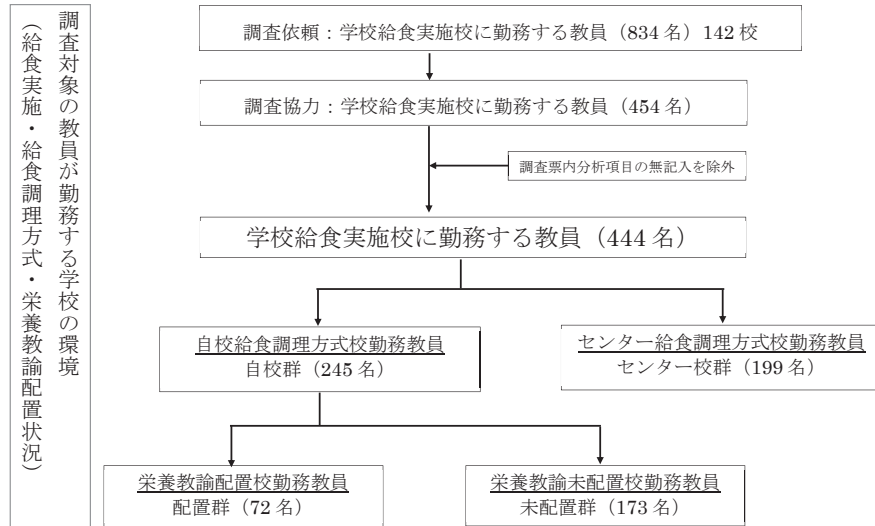 調査対象の教員が勤務する学校の環境
（給食実施・給食調理方式・栄養教諭配置状況）
調査依頼：学校給食実施校に勤務する教員（834名）142校
調査協力：学校給食実施校に勤務する教員（454名）
調査票内分析項目の無記入を除外
学校給食実施校に勤務する教員（444名）
自校給食調理方式校勤務教員
自校群（245名）
センター給食調理方式校勤務教員
センター校群（199名）
栄養教諭配置校勤務教員
配置群（72名）
栄養教諭未配置校勤務教員
未配置群（173名）